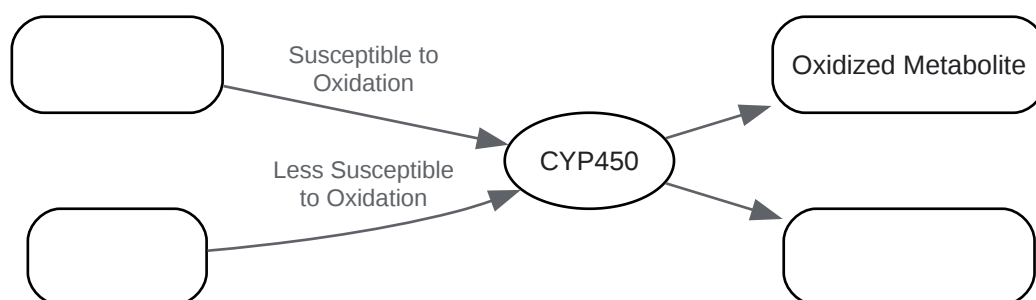 Susceptible to
Oxidation
Oxidized Metabolite
CYP450
Less Susceptible
to Oxidation